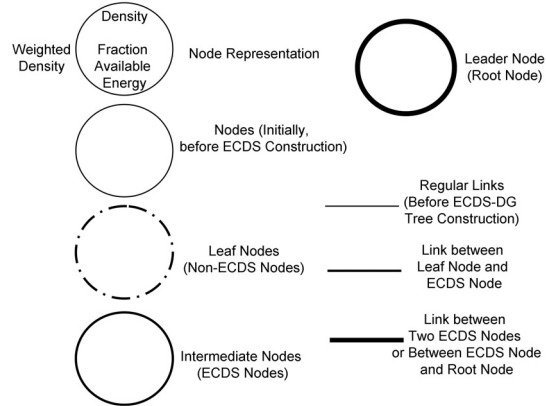 Density
Weighted
Density
Fraction
Available
Energy
Node Representation
Leader Node
(Root Node)
Nodes (Initially,
before ECDS Construction)
Regular Links
(Before ECDS-DG
Tree Construction)
Leaf Nodes
(Non-ECDS Nodes)
Link between
Leaf Node and
ECDS Node
Intermediate Nodes
(ECDS Nodes)
Link between
Two ECDS Nodes
or Between ECDS Node
and Root Node